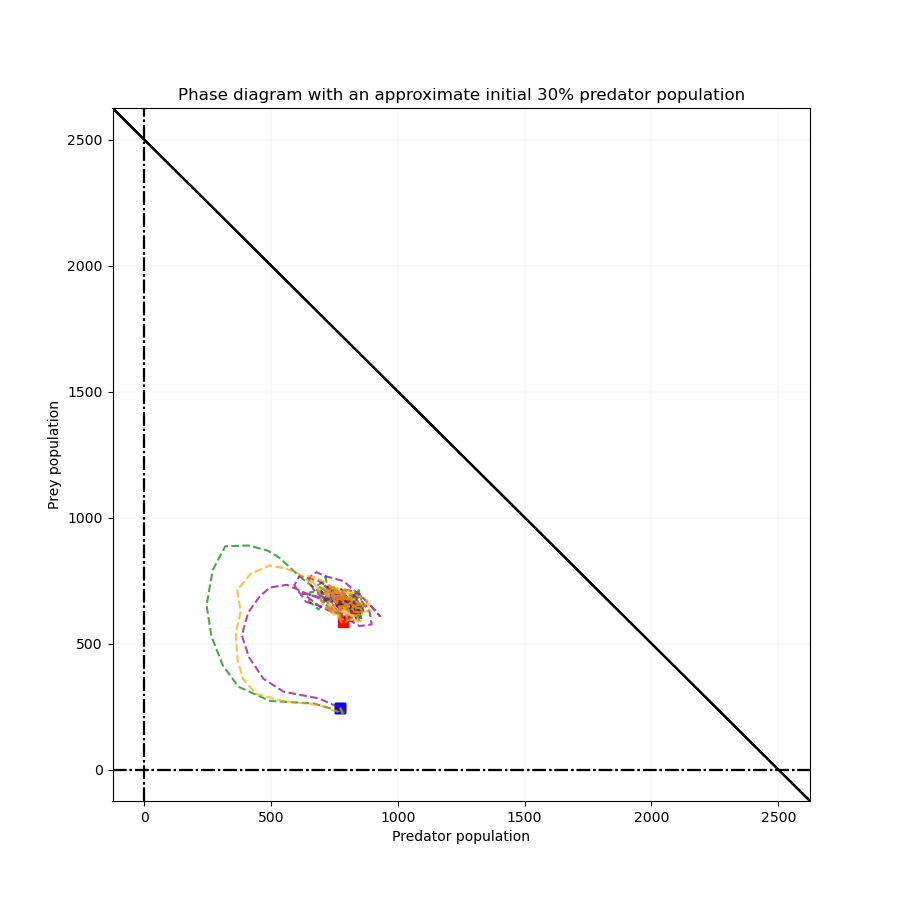 Phase diagram with an approximate initial 30% predator population
2500
2000
1500
1000
500
0
Prey population
0 500 1000 1500 2000 2500
Predator population